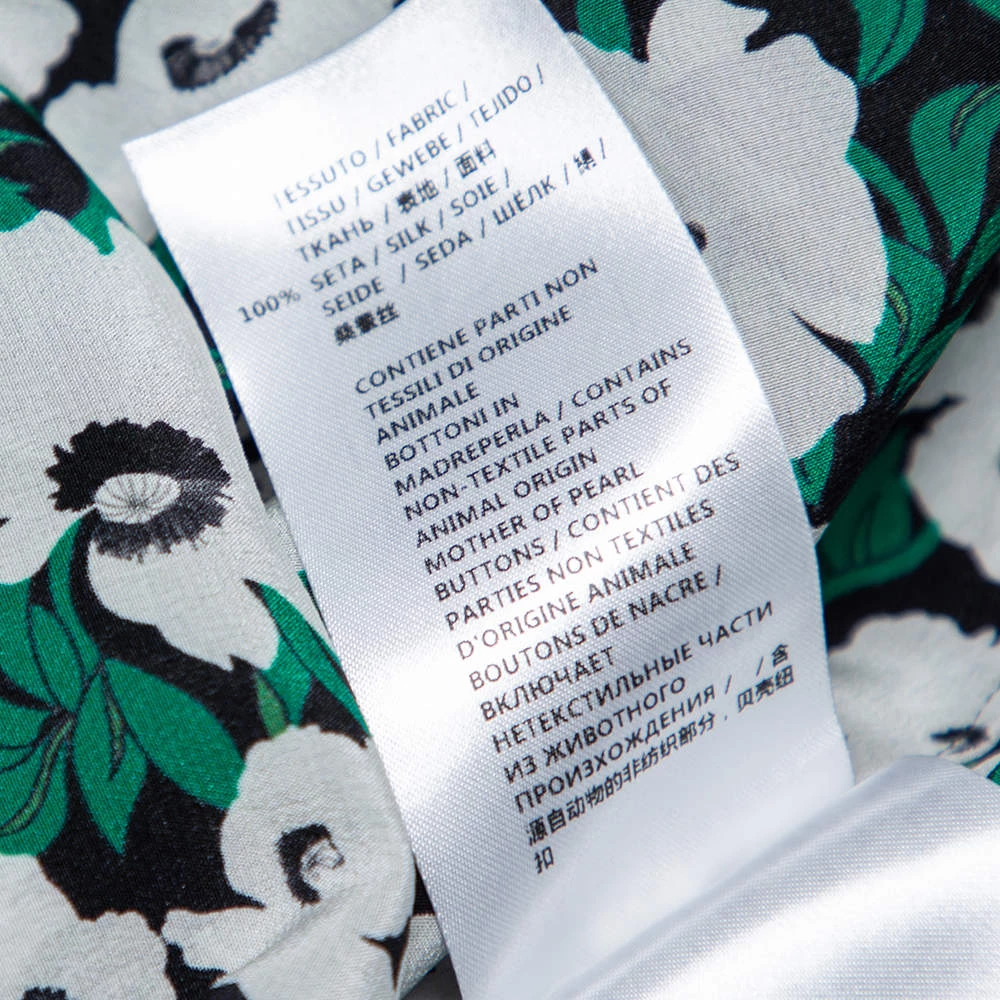 TESSUTO / FABRIC /
TISSU / GEWEBE / TEJIDO /
ТКАНЬ / 表地 / 面料
100% SETA / SILK / SOIE /
SEIDE / SEDA / ШЁЛК / 絹 /
桑蚕丝
CONTIENE PARTI NON
TESSILI DI ORIGINE
ANIMALE
BOTTONI IN
MADREPERLA / CONTAINS
NON-TEXTILE PARTS OF
ANIMAL ORIGIN
MOTHER OF PEARL
BUTTONS / CONTIENT DES
PARTIES NON TEXTILES
D'ORIGINE ANIMALE
BOUTONS DE NACRE /
ВКЛЮЧАЕТ
НЕТЕКСТИЛЬНЫЕ ЧАСТИ
ИЗ ЖИВОТНОГО
ПРОИЗХОЖДЕНИЯ / 含
源自动物的非纺织部分．贝壳纽
扣